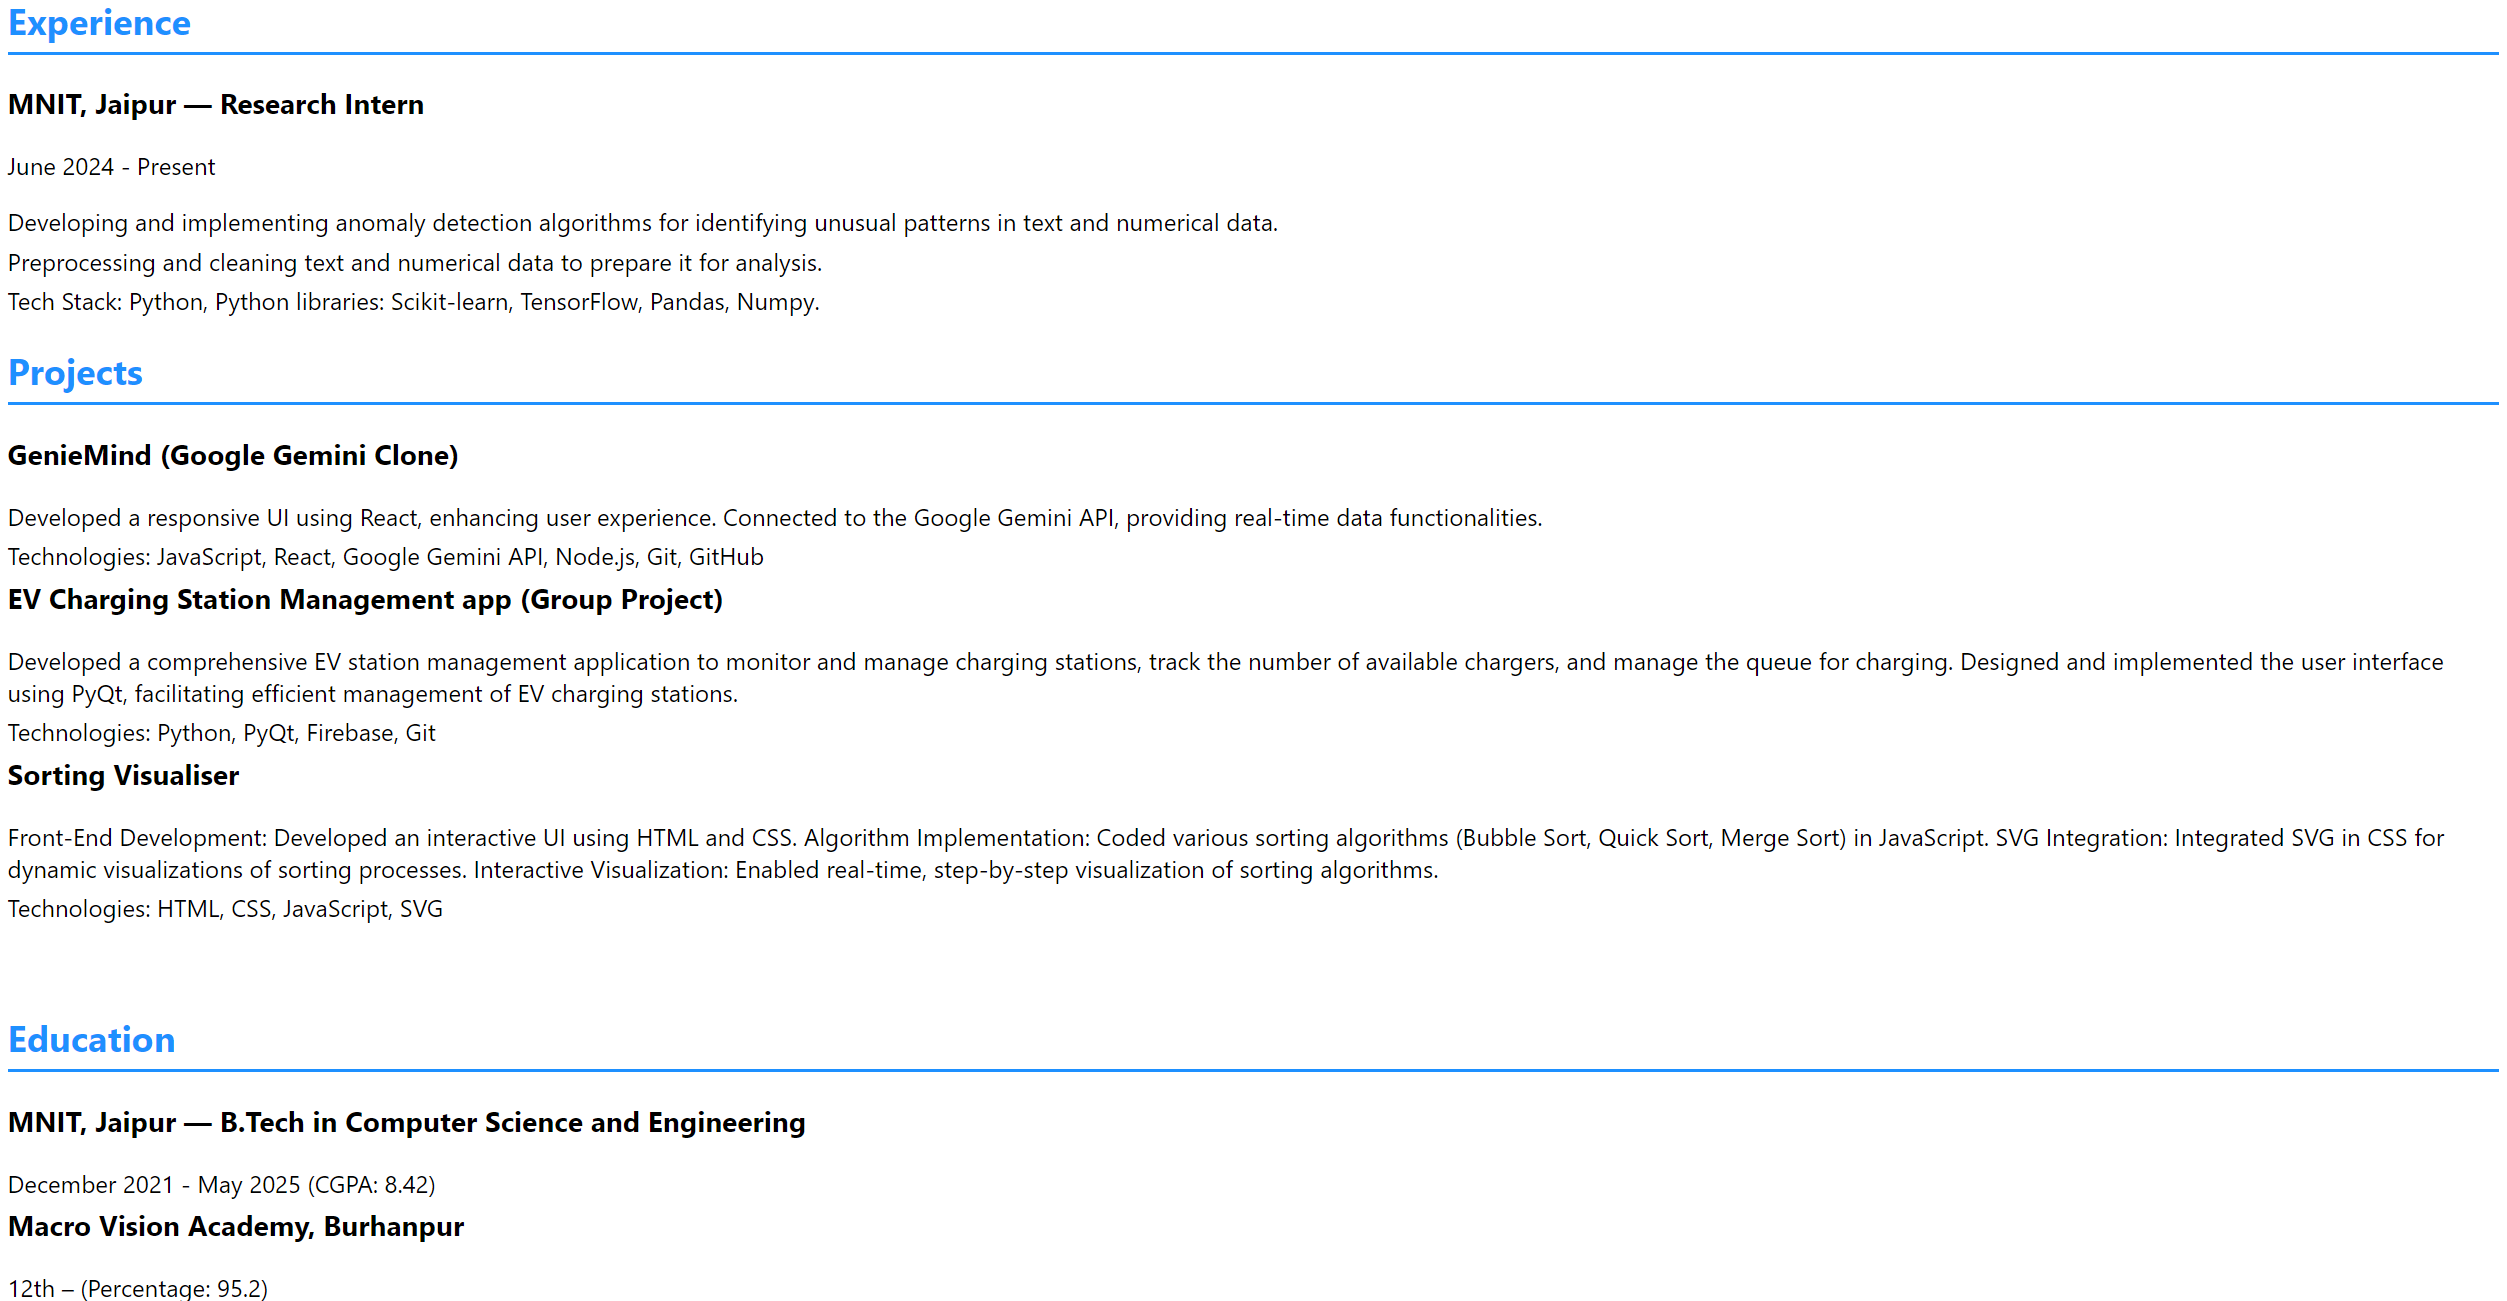 Experience
MNIT, Jaipur — Research Intern
June 2024 - Present
Developing and implementing anomaly detection algorithms for identifying unusual patterns in text and numerical data.
Preprocessing and cleaning text and numerical data to prepare it for analysis.
Tech Stack: Python, Python libraries: Scikit-learn, TensorFlow, Pandas, Numpy.
Projects
GenieMind (Google Gemini Clone)
Developed a responsive UI using React, enhancing user experience. Connected to the Google Gemini API, providing real-time data functionalities.
Technologies: JavaScript, React, Google Gemini API, Node.js, Git, GitHub
EV Charging Station Management app (Group Project)
Developed a comprehensive EV station management application to monitor and manage charging stations, track the number of available chargers, and manage the queue for charging. Designed and implemented the user interface
using PyQt, facilitating efficient management of EV charging stations.
Technologies: Python, PyQt, Firebase, Git
Sorting Visualiser
Front-End Development: Developed an interactive UI using HTML and CSS. Algorithm Implementation: Coded various sorting algorithms (Bubble Sort, Quick Sort, Merge Sort) in JavaScript. SVG Integration: Integrated SVG in CSS for
dynamic visualizations of sorting processes. Interactive Visualization: Enabled real-time, step-by-step visualization of sorting algorithms.
Technologies: HTML, CSS, JavaScript, SVG
Education
MNIT, Jaipur — B.Tech in Computer Science and Engineering
December 2021 - May 2025 (CGPA: 8.42)
Macro Vision Academy, Burhanpur
12th – (Percentage: 95.2)